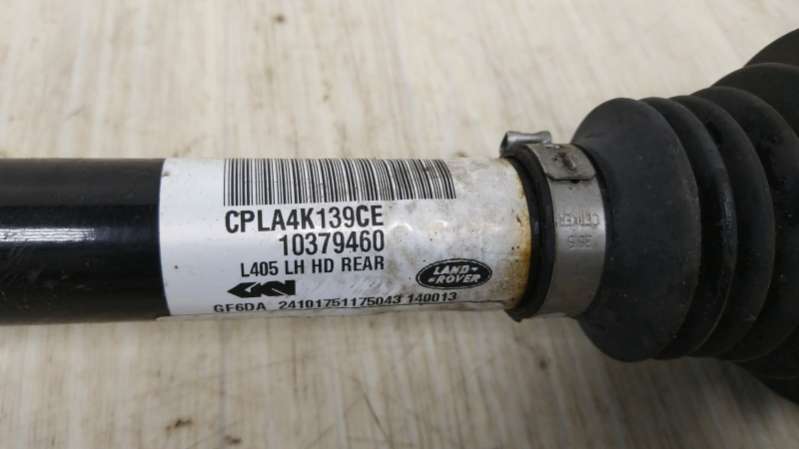 CPLA4K139CE
10379460
L405 LH HD REAR
GKN
LAND
ROVER
GF6DA 24101751175043 140013